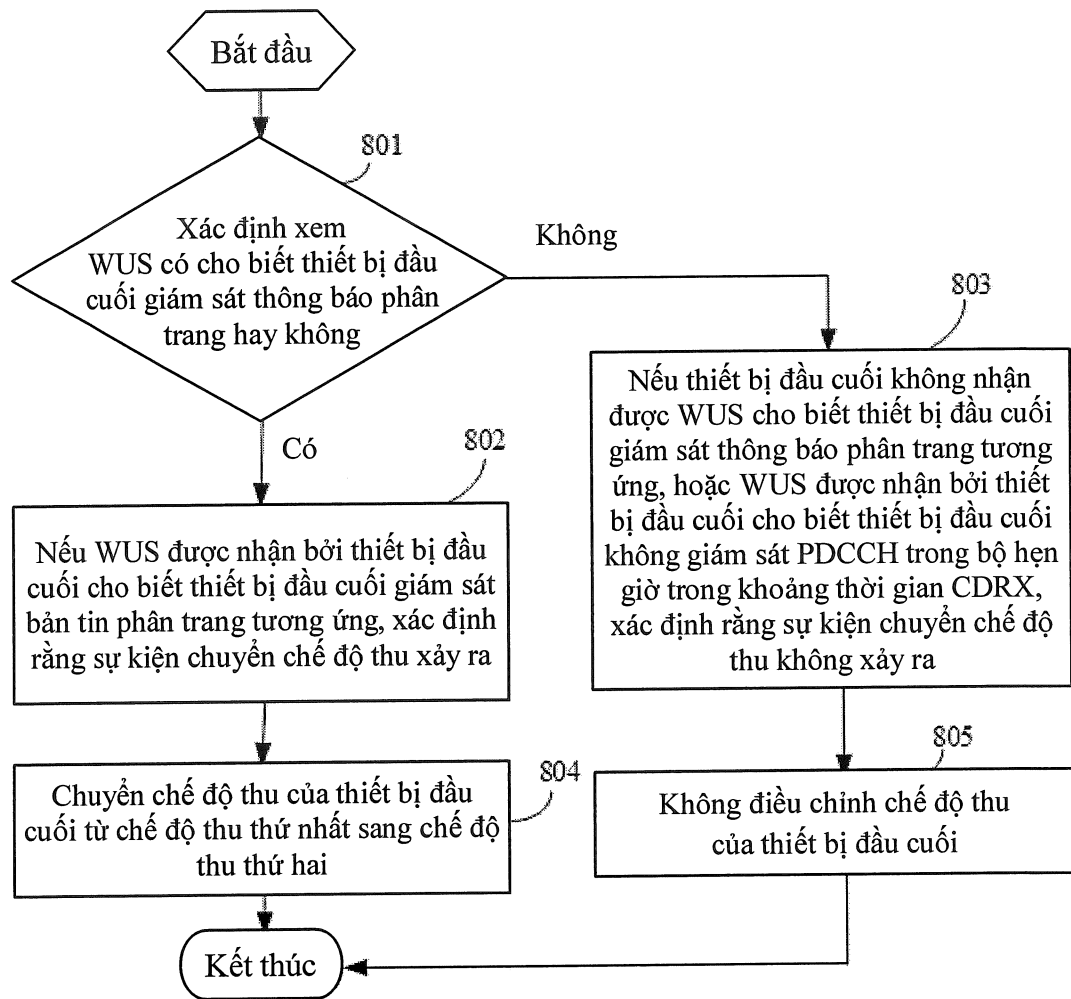 Bắt đầu
801
Xác định xem
WUS có cho biết thiết bị đầu
cuối giám sát thông báo phân
trang hay không
Không
Có
802
Nếu WUS được nhận bởi thiết bị đầu
cuối cho biết thiết bị đầu cuối giám sát
bản tin phân trang tương ứng, xác định
rằng sự kiện chuyển chế độ thu xảy ra
803
Nếu thiết bị đầu cuối không nhận
được WUS cho biết thiết bị đầu cuối
giám sát thông báo phân trang tương
ứng, hoặc WUS được nhận bởi thiết
bị đầu cuối cho biết thiết bị đầu cuối
không giám sát PDCCH trong bộ hẹn
giờ trong khoảng thời gian CDRX,
xác định rằng sự kiện chuyển chế độ
thu không xảy ra
804
Chuyển chế độ thu của thiết bị đầu
cuối từ chế độ thu thứ nhất sang chế độ
thu thứ hai
805
Không điều chỉnh chế độ thu
của thiết bị đầu cuối
Kết thúc